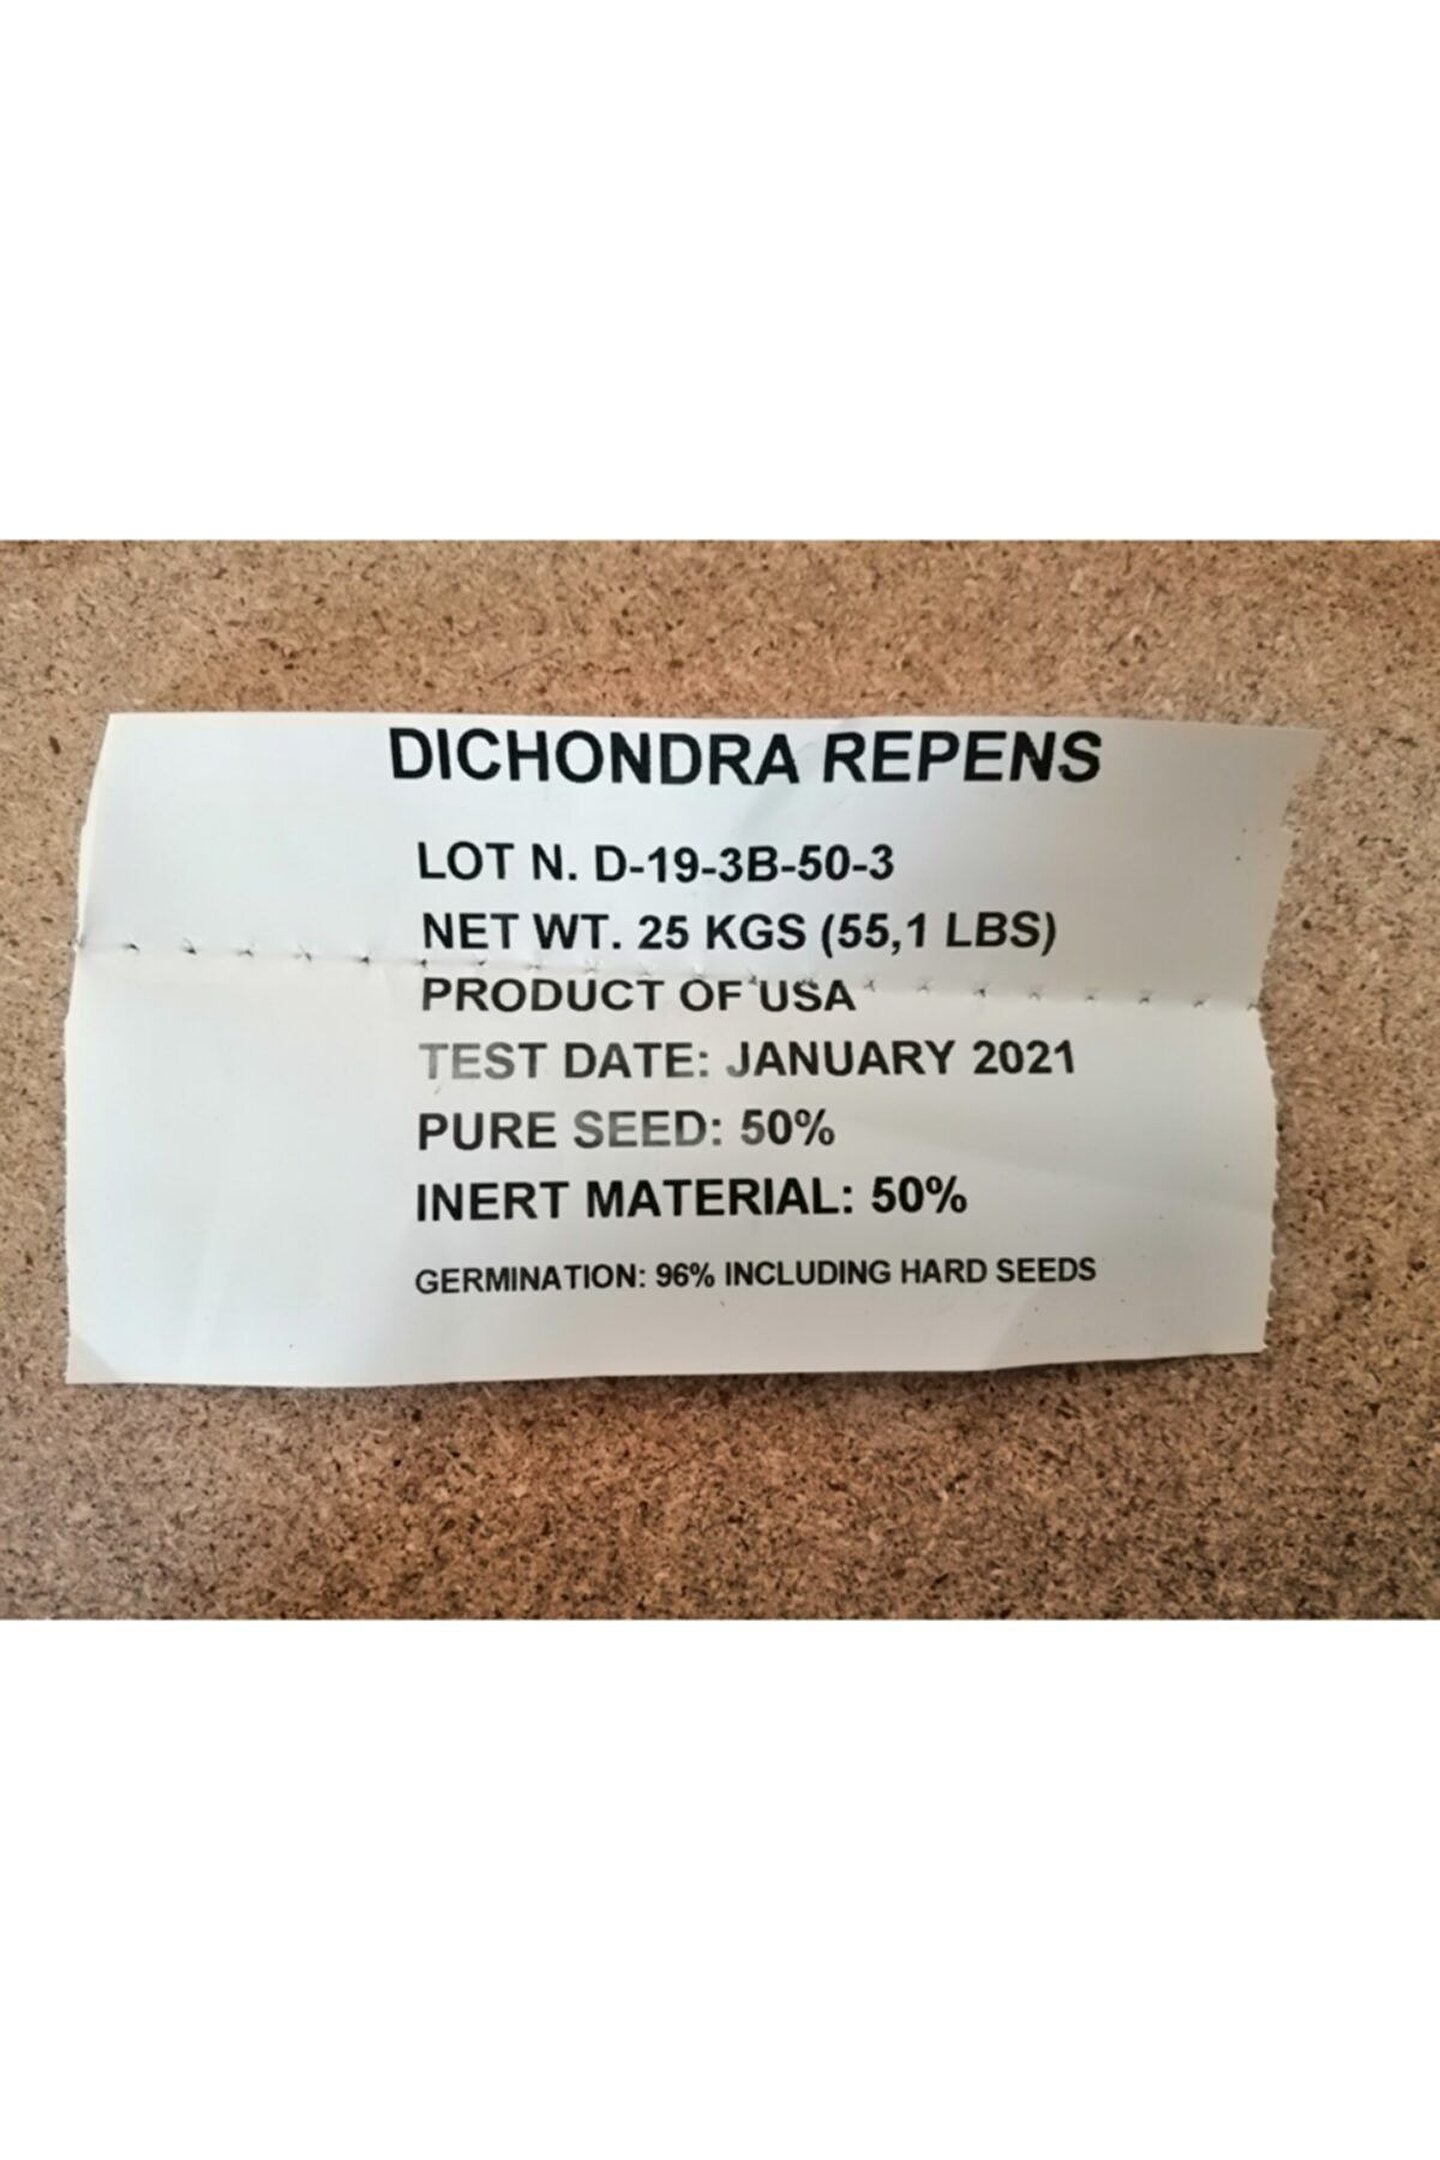 DICHONDRA REPENS
LOT N. D-19-3B-50-3
NET WT. 25 KGS (55,1 LBS)
PRODUCT OF USA
TEST DATE: JANUARY 2021
PURE SEED: 50%
INERT MATERIAL: 50%
GERMINATION: 96% INCLUDING HARD SEEDS